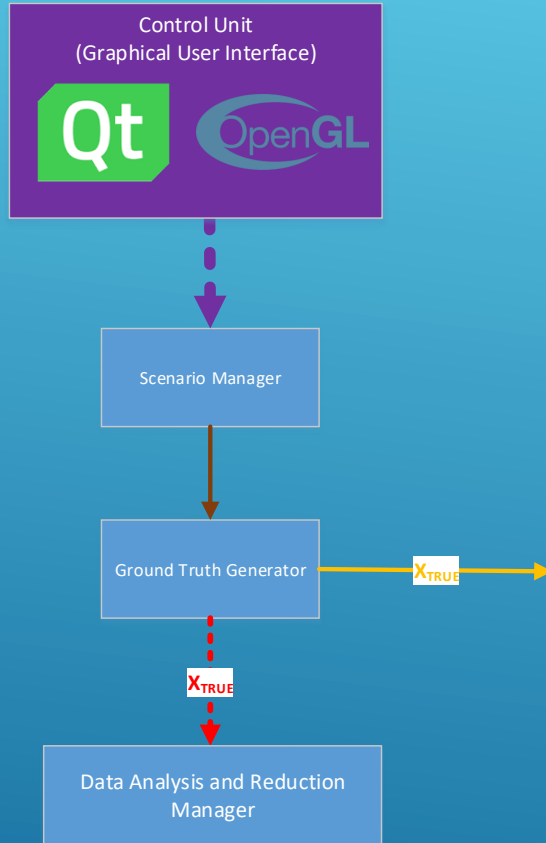 Control Unit
(Graphical User Interface)
Qt
OpenGL
Scenario Manager
Ground Truth Generator
XTRUE
XTRUE
Data Analysis and Reduction
Manager